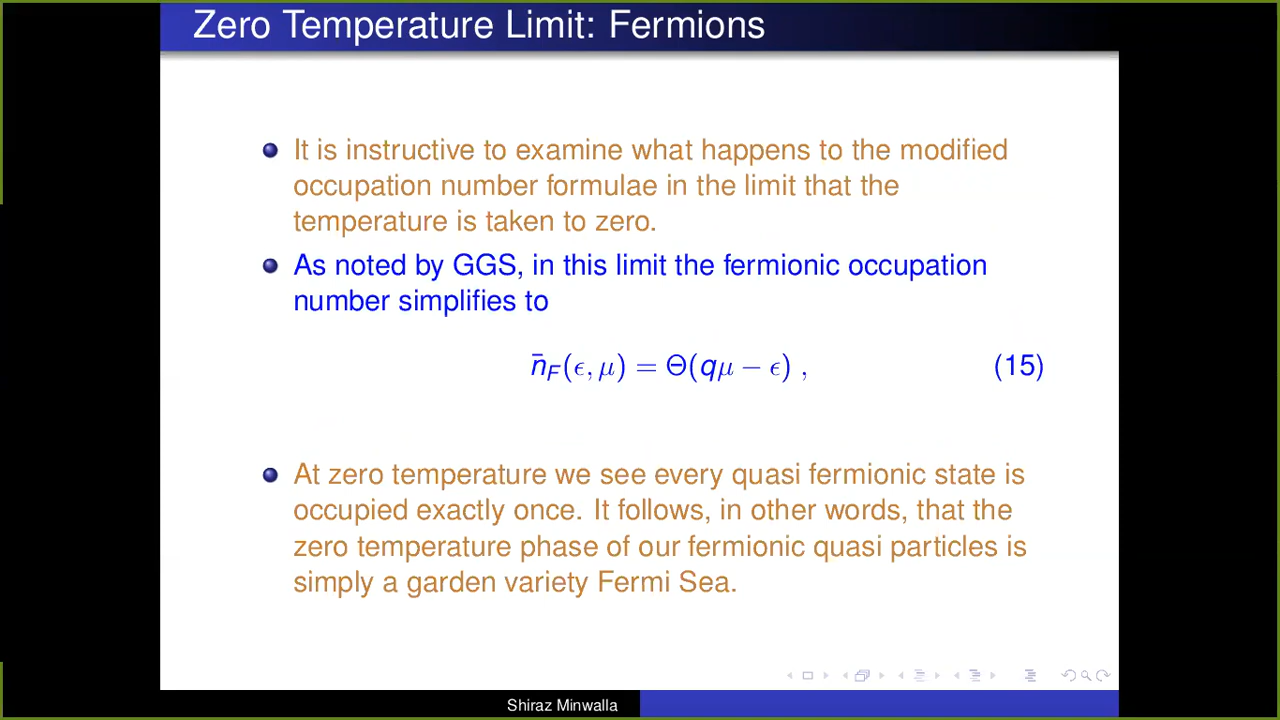 Zero Temperature Limit: Fermions
It is instructive to examine what happens to the modified
occupation number formulae in the limit that the
temperature is taken to zero.
As noted by GGS, in this limit the fermionic occupation
number simplifies to
n̄_F(ϵ, μ) = Θ(qμ − ϵ) , (15)
At zero temperature we see every quasi fermionic state is
occupied exactly once. It follows, in other words, that the
zero temperature phase of our fermionic quasi particles is
simply a garden variety Fermi Sea.
Shiraz Minwalla